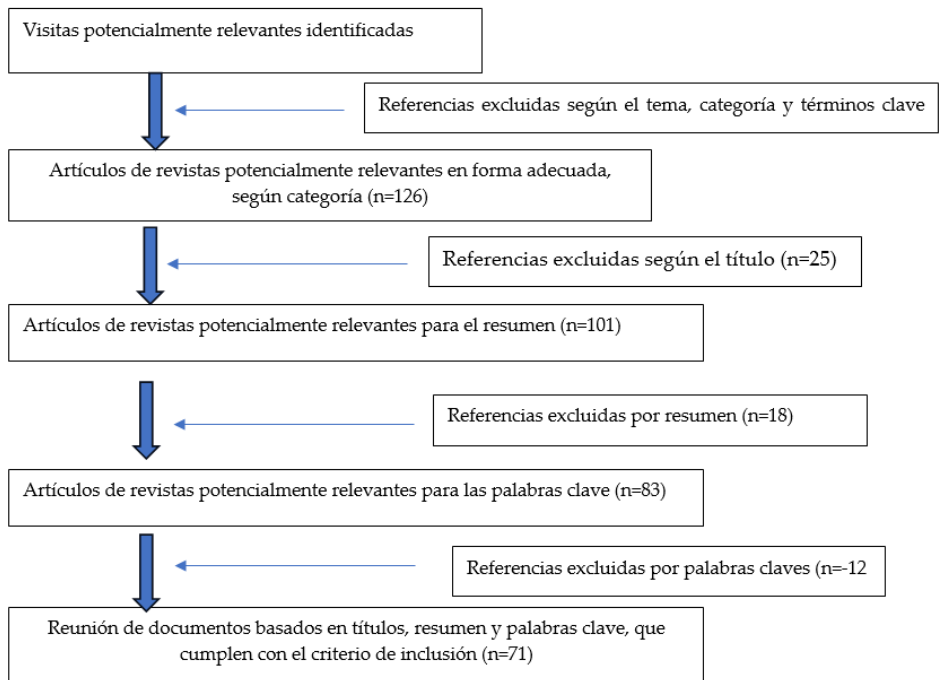 Visitas potencialmente relevantes identificadas
Referencias excluidas según el tema, categoría y términos clave
Artículos de revistas potencialmente relevantes en forma adecuada,
según categoría (n=126)
Referencias excluidas según el título (n=25)
Artículos de revistas potencialmente relevantes para el resumen (n=101)
Referencias excluidas por resumen (n=18)
Artículos de revistas potencialmente relevantes para las palabras clave (n=83)
Referencias excluidas por palabras claves (n=-12
Reunión de documentos basados en títulos, resumen y palabras clave, que
cumplen con el criterio de inclusión (n=71)